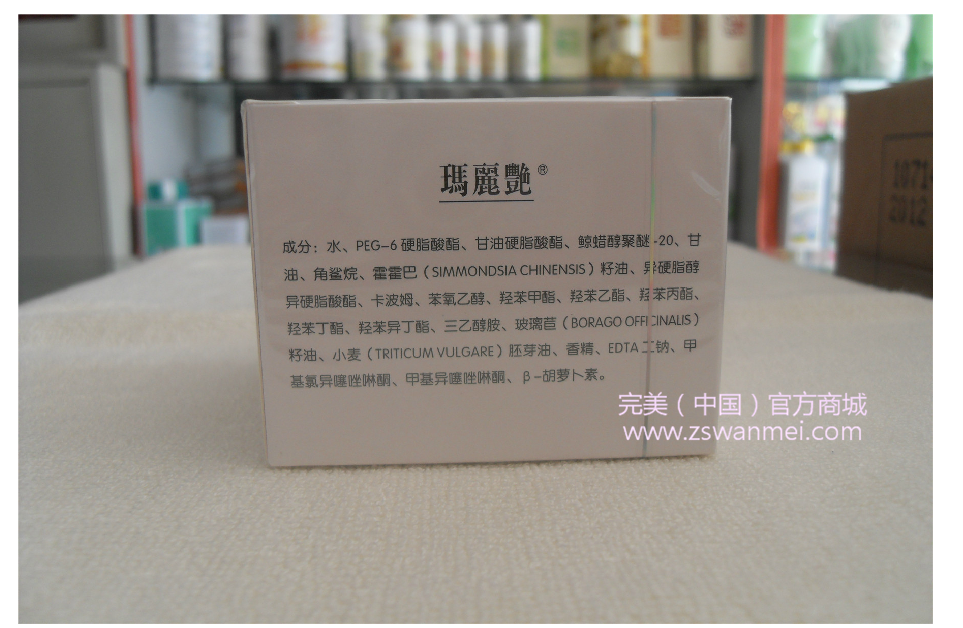 瑪麗艷®
成分：水、PEG-6硬脂酸酯、甘油硬脂酸酯、鲸蜡醇聚醚-20、甘
油、角鲨烷、霍霍巴（SIMMONDSIA CHINENSIS）籽油、异硬脂醇
异硬脂酸酯、卡波姆、苯氧乙醇、羟苯甲酯、羟苯乙酯、羟苯丙酯、
羟苯丁酯、羟苯异丁酯、三乙醇胺、玻璃苣（BORAGO OFFICINALIS）
籽油、小麦（TRITICUM VULGARE）胚芽油、香精、EDTA二钠、甲
基氯异噻唑啉酮、甲基异噻唑啉酮、β-胡萝卜素。
完美（中国）官方商城
www.zswanmei.com
2012